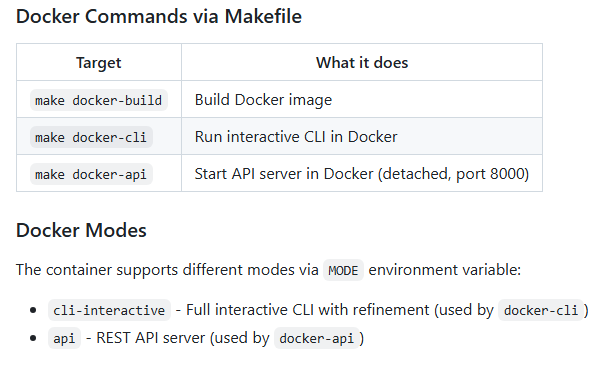 Docker Commands via Makefile
Target What it does
make docker-build Build Docker image
make docker-cli Run interactive CLI in Docker
make docker-api Start API server in Docker (detached, port 8000)
Docker Modes
The container supports different modes via MODE environment variable:
• cli-interactive - Full interactive CLI with refinement (used by docker-cli)
• api - REST API server (used by docker-api)